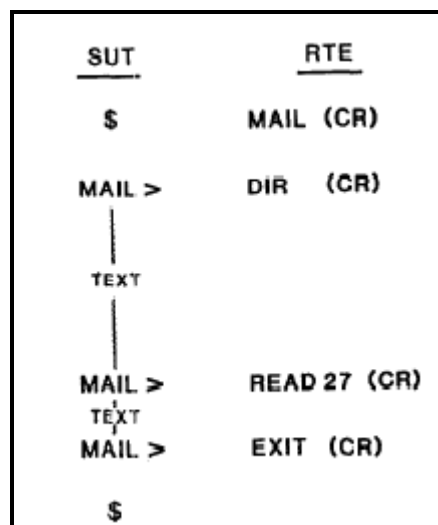 SUT RTE
$ MAIL (CR)
MAIL > DIR (CR)
TEXT
MAIL > READ 27 (CR)
TEXT
MAIL > EXIT (CR)
$